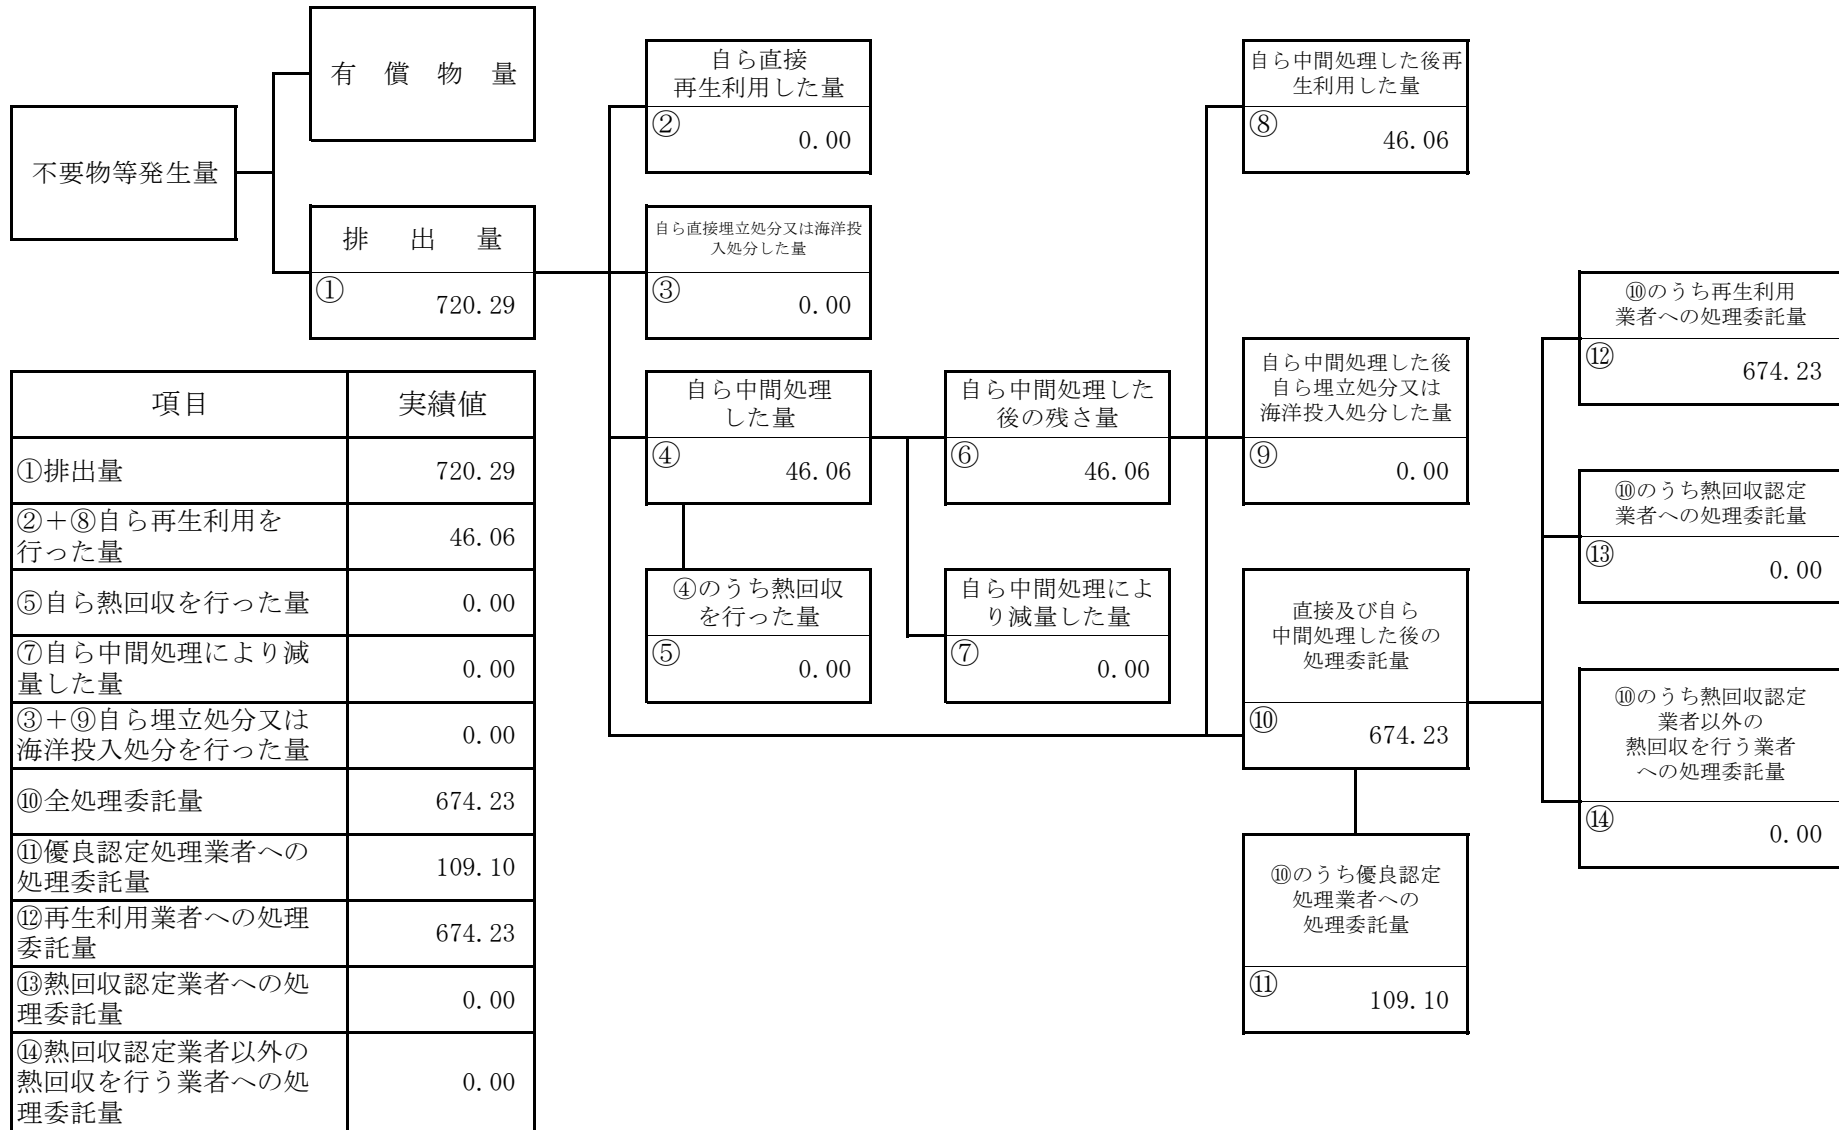 有償物量
不要物等発生量
排出量
①
720.29
自ら直接
再生利用した量
②
0.00
自ら直接埋立処分又は海洋投
入処分した量
③
0.00
自ら中間処理
した量
④
46.06
④のうち熱回収
を行った量
⑤
0.00
自ら中間処理した
後の残さ量
⑥
46.06
自ら中間処理によ
り減量した量
⑦
0.00
自ら中間処理した後再
生利用した量
⑧
46.06
自ら中間処理した後
自ら埋立処分又は
海洋投入処分した量
⑨
0.00
直接及び自ら
中間処理した後の
処理委託量
⑩
674.23
⑩のうち優良認定
処理業者への
処理委託量
⑪
109.10
⑩のうち再生利用
業者への処理委託量
⑫
674.23
⑩のうち熱回収認定
業者への処理委託量
⑬
0.00
⑩のうち熱回収認定
業者以外の
熱回収を行う業者
への処理委託量
⑭
0.00
項目 実績値
①排出量 720.29
②+⑧自ら再生利用を
行った量 46.06
⑤自ら熱回収を行った量 0.00
⑦自ら中間処理により減
量した量 0.00
③+⑨自ら埋立処分又は
海洋投入処分を行った量 0.00
⑩全処理委託量 674.23
⑪優良認定処理業者への
処理委託量 109.10
⑫再生利用業者への処理
委託量 674.23
⑬熱回収認定業者への処
理委託量 0.00
⑭熱回収認定業者以外の
熱回収を行う業者への処 0.00
理委託量